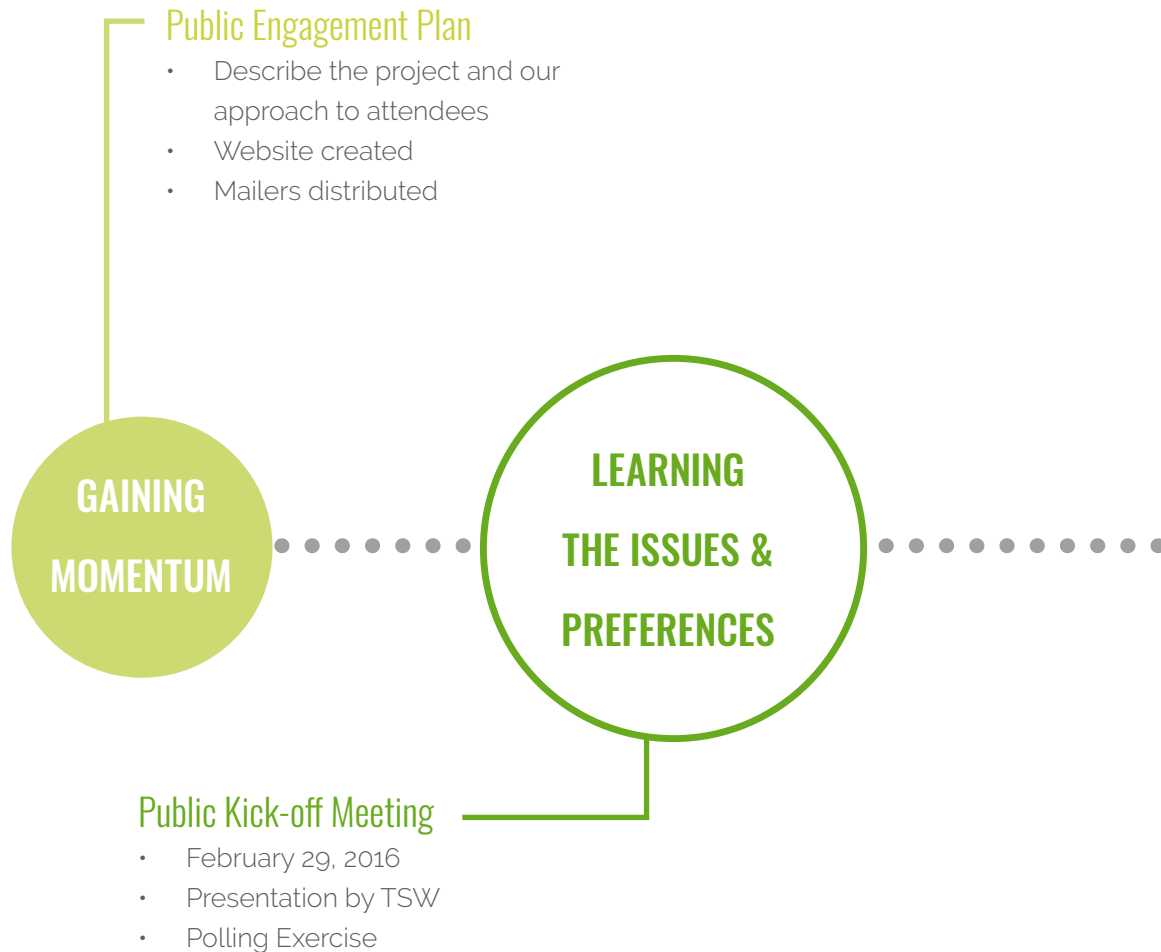 Public Engagement Plan
• Describe the project and our
approach to attendees
• Website created
• Mailers distributed
GAINING
MOMENTUM
LEARNING
THE ISSUES &
PREFERENCES
Public Kick-off Meeting
• February 29, 2016
• Presentation by TSW
• Polling Exercise